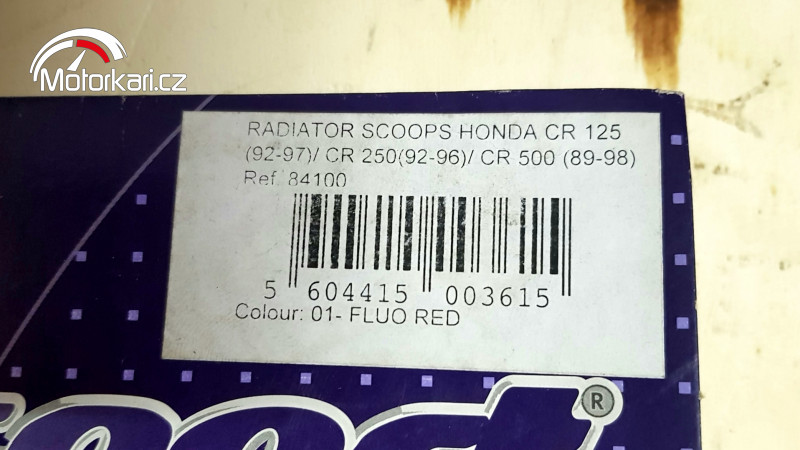 Motorkari.cz
RADIATOR SCOOPS HONDA CR 125
(92-97)/ CR 250(92-96)/ CR 500 (89-98)
Ref. 84100
5 604415 003615
Colour: 01- FLUO RED
®